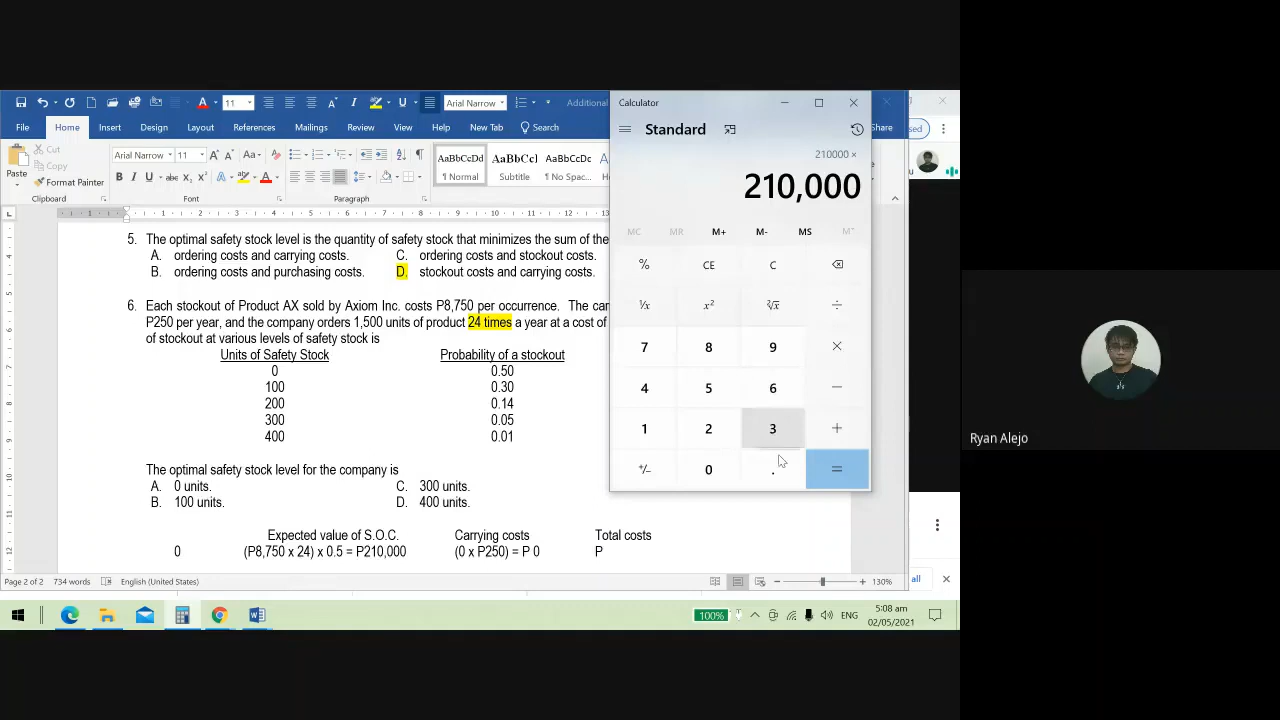 11
Arial Narrow
Additional
File
Home
Insert
Design
Layout
References
Mailings
Review
View
Help
New Tab
Search
Share
Cut
Copy
Paste
Format Painter
Clipboard
Arial Narrow
11
Font
Paragraph
AaBbCcDd
¶ Normal
AaBbCcI
Subtitle
AaBbCcDc
¶ No Spac...
5. The optimal safety stock level is the quantity of safety stock that minimizes the sum of the
A. ordering costs and carrying costs. C. ordering costs and stockout costs.
B. ordering costs and purchasing costs. D. stockout costs and carrying costs.
6. Each stockout of Product AX sold by Axiom Inc. costs P8,750 per occurrence. The car
P250 per year, and the company orders 1,500 units of product 24 times a year at a cost of
of stockout at various levels of safety stock is
Units of Safety Stock Probability of a stockout
0 0.50
100 0.30
200 0.14
300 0.05
400 0.01
The optimal safety stock level for the company is
A. 0 units. C. 300 units.
B. 100 units. D. 400 units.
Expected value of S.O.C. Carrying costs Total costs
0 (P8,750 x 24) x 0.5 = P210,000 (0 x P250) = P 0 P
Page 2 of 2 734 words English (United States) 130%
Calculator
Standard
210000 ×
210,000
MC MR M+ M- MS M˅
% CE C
¹/x x² ²√x ÷
7 8 9 ×
4 5 6 −
1 2 3 +
+/− 0 . =
sed
all
100%
ENG
5:08 am
02/05/2021
Ryan Alejo